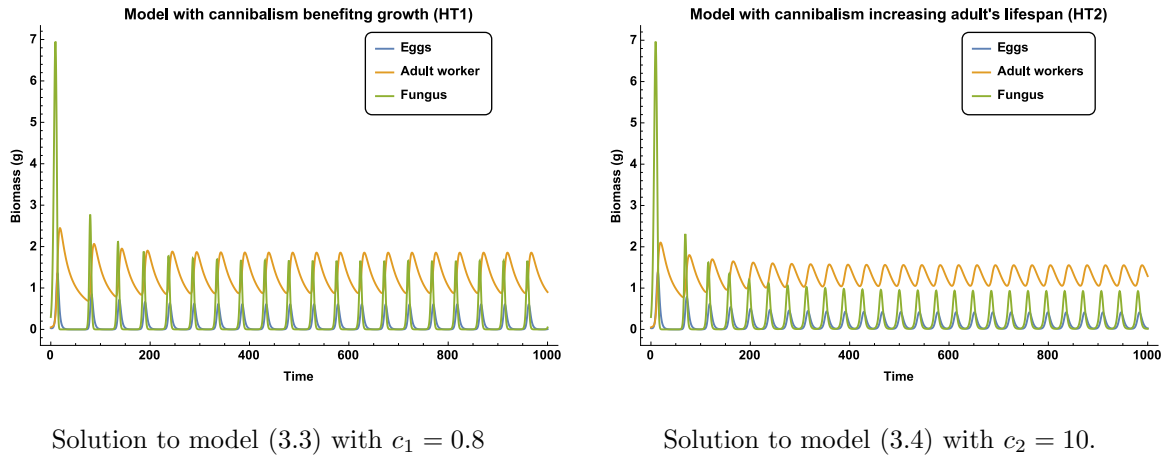 Model with cannibalism benefitng growth (HT1)
7
6
5
4
3
2
1
0
Biomass (g)
Eggs
Adult worker
Fungus
0 200 400 600 800 1000
Time
Model with cannibalism increasing adult's lifespan (HT2)
7
6
5
4
3
2
1
0
Biomass (g)
Eggs
Adult workers
Fungus
0 200 400 600 800 1000
Time
Solution to model (3.3) with c₁ = 0.8
Solution to model (3.4) with c₂ = 10.